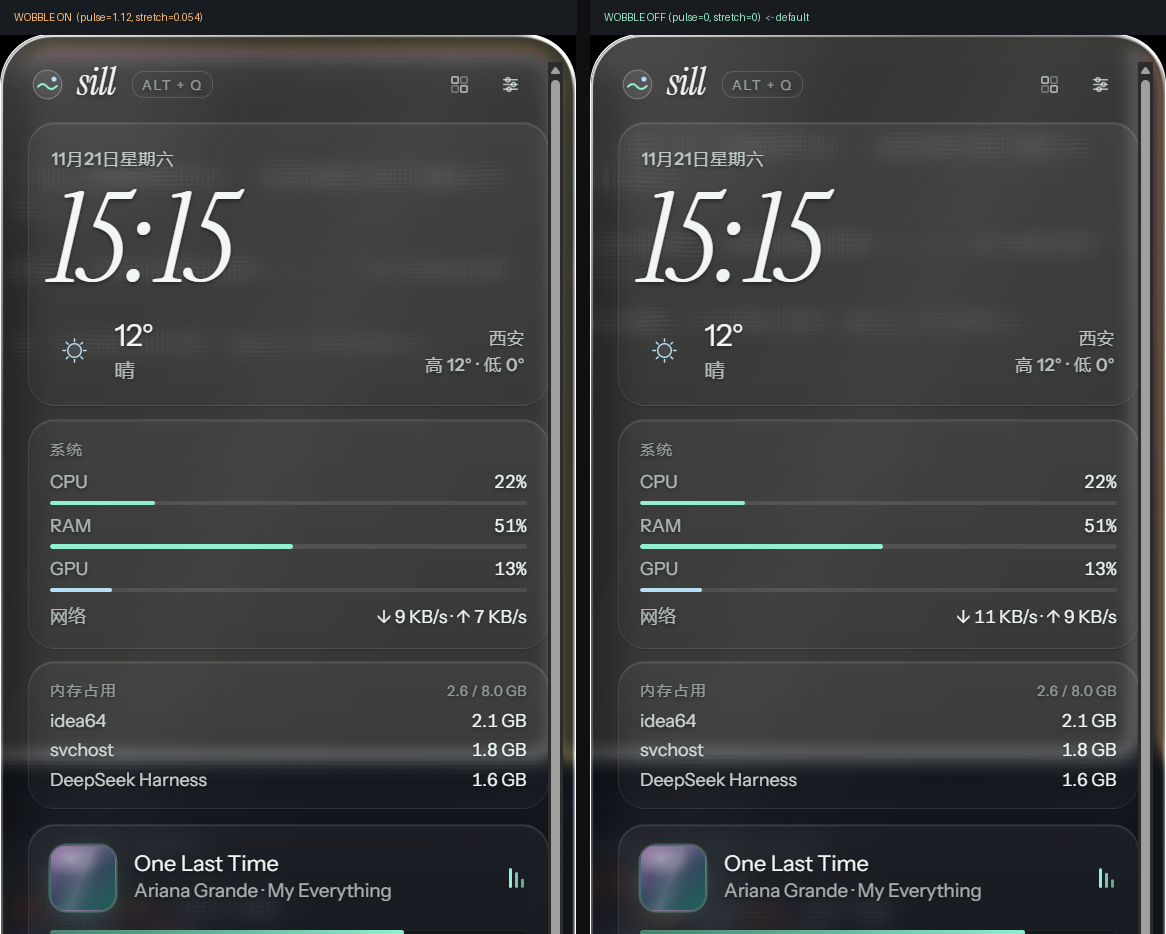 WOBBLE ON (pulse=1.12, stretch=0.054)
sill
ALT + Q
11月21日星期六
15:15
12°
晴
西安
高 12° · 低 0°
系统
CPU 22%
RAM 51%
GPU 13%
网络 ↓ 9 KB/s · ↑ 7 KB/s
内存占用 2.6 / 8.0 GB
idea64 2.1 GB
svchost 1.8 GB
DeepSeek Harness 1.6 GB
One Last Time
Ariana Grande · My Everything
WOBBLE OFF (pulse=0, stretch=0) <- default
sill
ALT + Q
11月21日星期六
15:15
12°
晴
西安
高 12° · 低 0°
系统
CPU 22%
RAM 51%
GPU 13%
网络 ↓ 11 KB/s · ↑ 9 KB/s
内存占用 2.6 / 8.0 GB
idea64 2.1 GB
svchost 1.8 GB
DeepSeek Harness 1.6 GB
One Last Time
Ariana Grande · My Everything